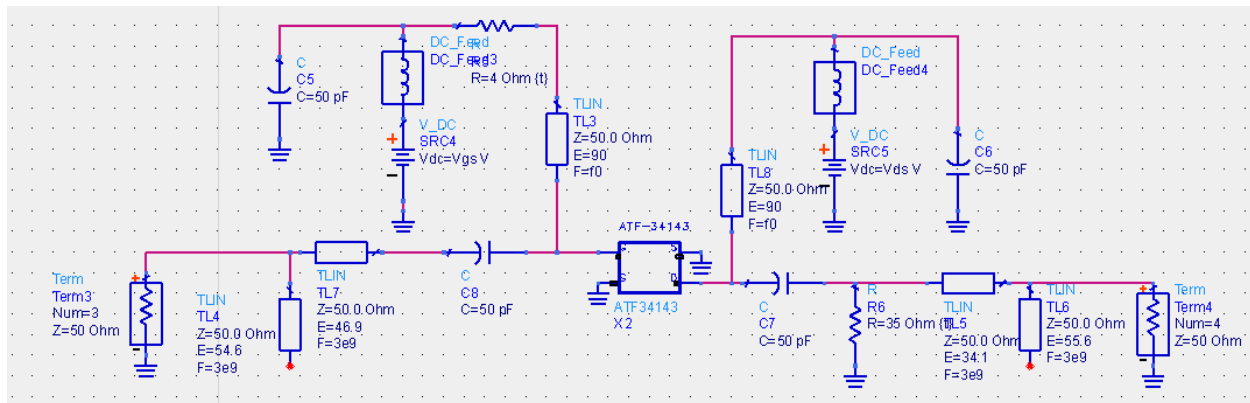 C
C5
C=50 pF
DC_Feed
DC_Feed3
R
R=4 Ohm {t}
V_DC
SRC4
Vdc=Vgs V
TLIN
TL3
Z=50.0 Ohm
E=90
F=f0
DC_Feed
DC_Feed4
V_DC
SRC5
Vdc=Vds V
C
C6
C=50 pF
TLIN
TL8
Z=50.0 Ohm
E=90
F=f0
Term
Term3
Num=3
Z=50 Ohm
TLIN
TL4
Z=50.0 Ohm
E=54.6
F=3e9
TLIN
TL7
Z=50.0 Ohm
E=46.9
F=3e9
C
C8
C=50 pF
ATF-34143
S
S
D
ATF34143
X2
C
C7
C=50 pF
R
R6
R=35 Ohm {t}
TLIN
TL5
Z=50.0 Ohm
E=34.1
F=3e9
TLIN
TL6
Z=50.0 Ohm
E=55.6
F=3e9
Term
Term4
Num=4
Z=50 Ohm